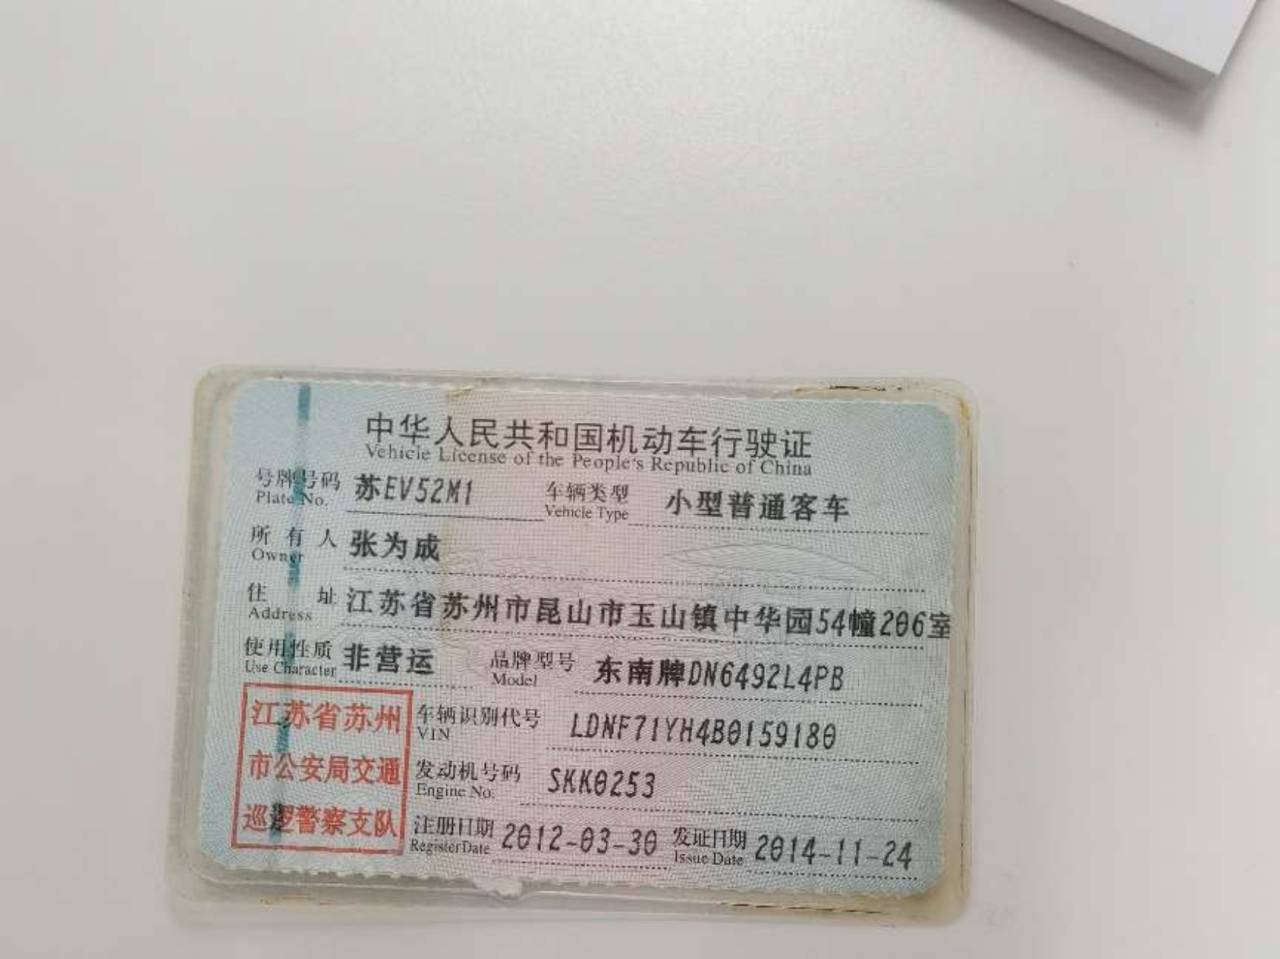 中华人民共和国机动车行驶证
Vehicle License of the People's Republic of China
号牌号码 苏EV52M1 车辆类型 小型普通客车
Plate No. Vehicle Type
所有人 张为成
Owner
住址 江苏省苏州市昆山市玉山镇中华园54幢206室
Address
使用性质 非营运 品牌型号 东南牌DN6492L4PB
Use Character Model
江苏省苏州 车辆识别代号 LDNF71YH4B0159180
VIN
市公安局交通 发动机号码 SKK0253
Engine No.
巡逻警察支队 注册日期 2012-03-30 发证日期 2014-11-24
Register Date Issue Date